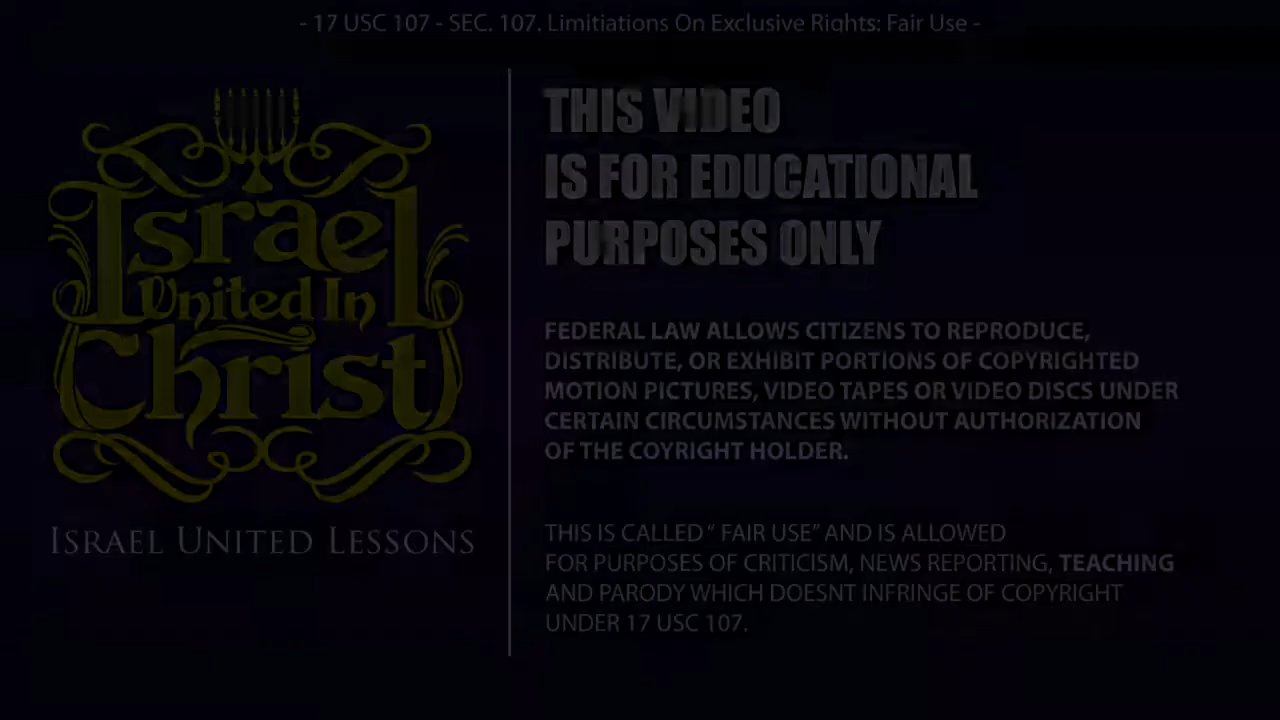 - 17 USC 107 - SEC. 107. Limitiations On Exclusive Rights: Fair Use -
Israel
United In
Christ
ISRAEL UNITED LESSONS
THIS VIDEO
IS FOR EDUCATIONAL
PURPOSES ONLY
FEDERAL LAW ALLOWS CITIZENS TO REPRODUCE,
DISTRIBUTE, OR EXHIBIT PORTIONS OF COPYRIGHTED
MOTION PICTURES, VIDEO TAPES OR VIDEO DISCS UNDER
CERTAIN CIRCUMSTANCES WITHOUT AUTHORIZATION
OF THE COYRIGHT HOLDER.
THIS IS CALLED “ FAIR USE” AND IS ALLOWED
FOR PURPOSES OF CRITICISM, NEWS REPORTING, TEACHING
AND PARODY WHICH DOESNT INFRINGE OF COPYRIGHT
UNDER 17 USC 107.